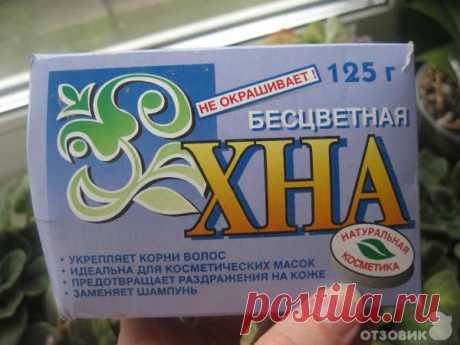 НЕ ОКРАШИВАЕТ!
125 г
БЕСЦВЕТНАЯ
ХНА
НАТУРАЛЬНАЯ
КОСМЕТИКА
• УКРЕПЛЯЕТ КОРНИ ВОЛОС
• ИДЕАЛЬНА ДЛЯ КОСМЕТИЧЕСКИХ МАСОК
• ПРЕДОТВРАЩАЕТ РАЗДРАЖЕНИЯ НА КОЖЕ
• ЗАМЕНЯЕТ ШАМПУНЬ
postila.ru
ОТЗОВИК